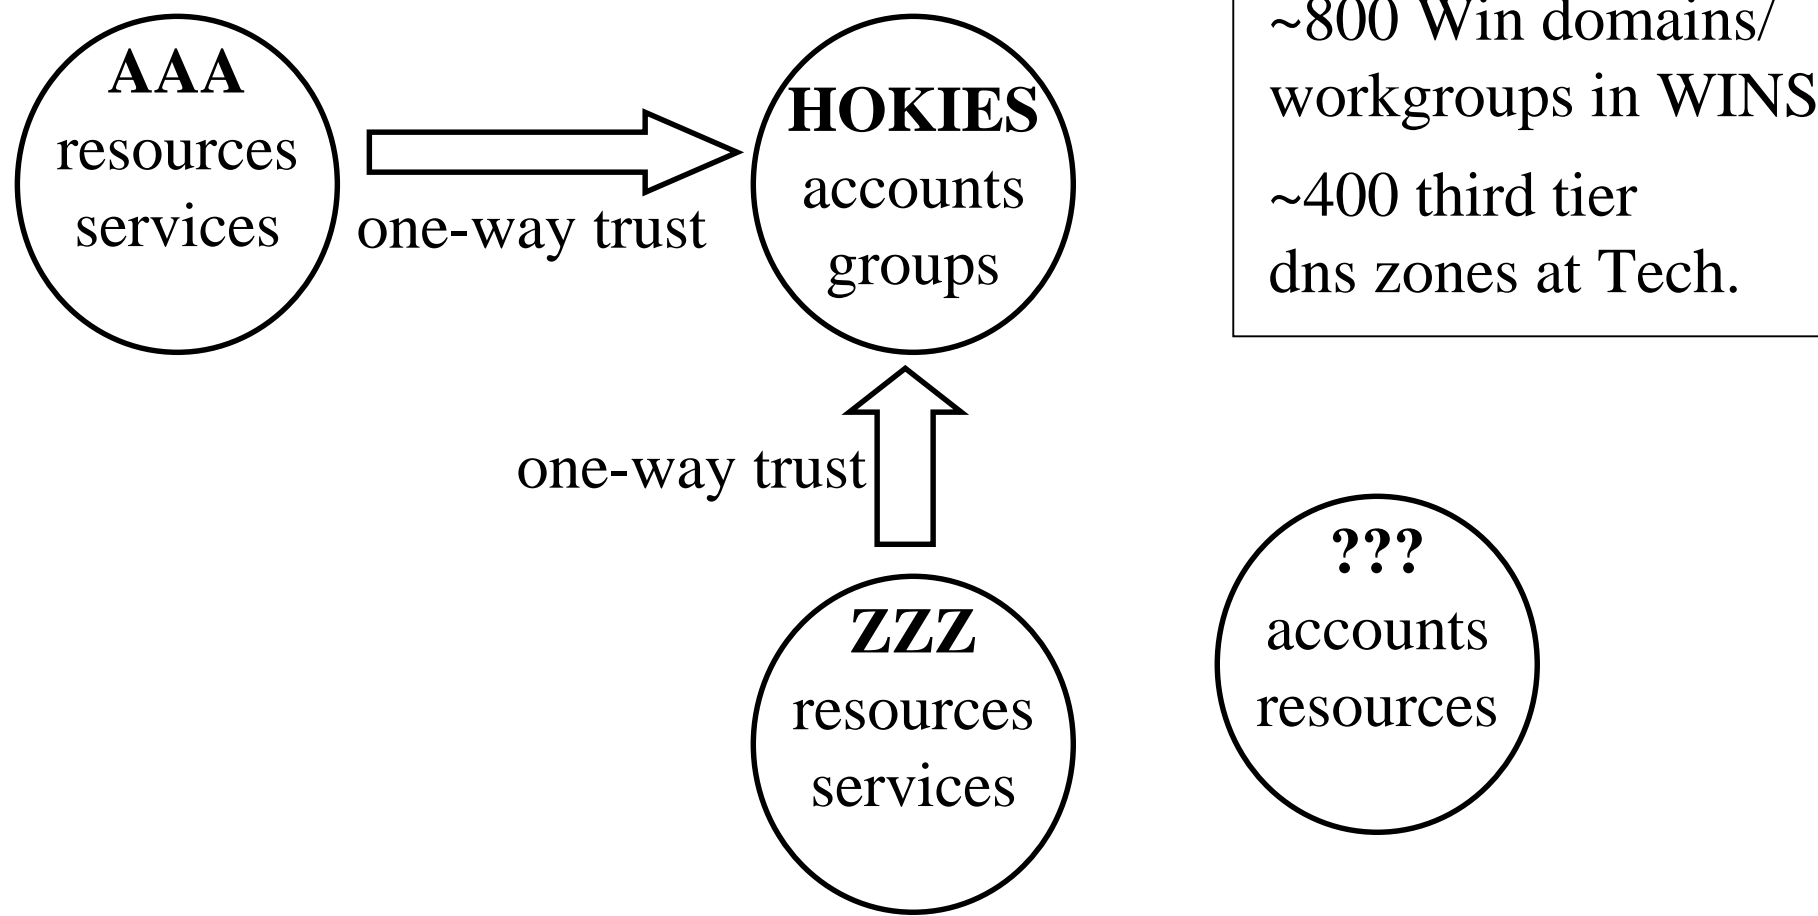 AAA
resources
services
one-way trust
HOKIES
accounts
groups
~800 Win domains/
workgroups in WINS
~400 third tier
dns zones at Tech.
one-way trust
ZZZ
resources
services
???
accounts
resources